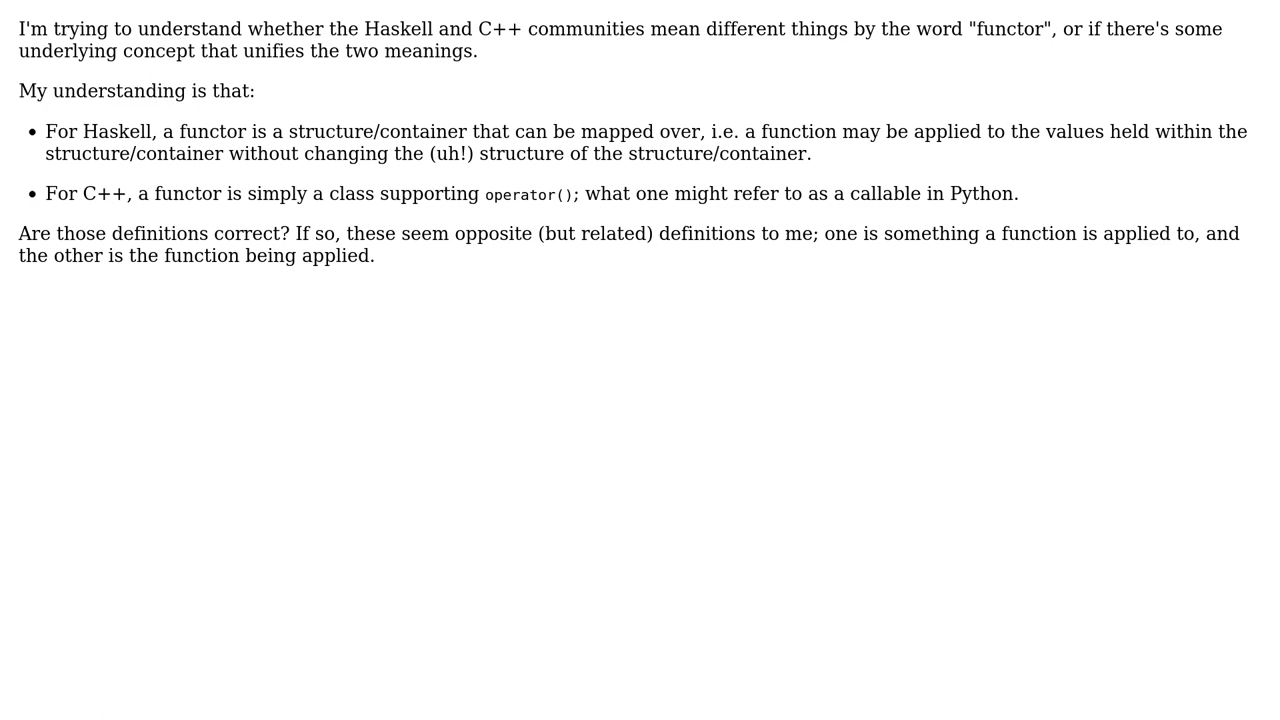 I'm trying to understand whether the Haskell and C++ communities mean different things by the word "functor", or if there's some
underlying concept that unifies the two meanings.
My understanding is that:
• For Haskell, a functor is a structure/container that can be mapped over, i.e. a function may be applied to the values held within the
structure/container without changing the (uh!) structure of the structure/container.
• For C++, a functor is simply a class supporting operator(); what one might refer to as a callable in Python.
Are those definitions correct? If so, these seem opposite (but related) definitions to me; one is something a function is applied to, and
the other is the function being applied.